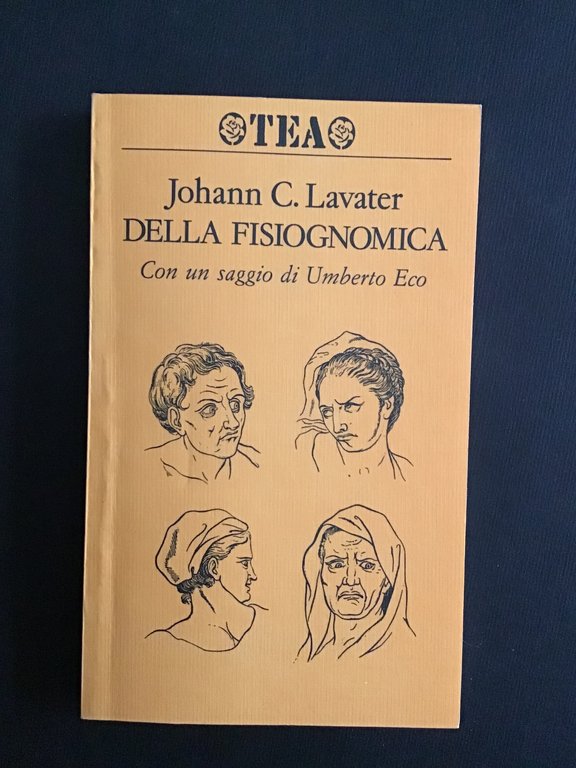 TEA
Johann C. Lavater
DELLA FISIOGNOMICA
Con un saggio di Umberto Eco